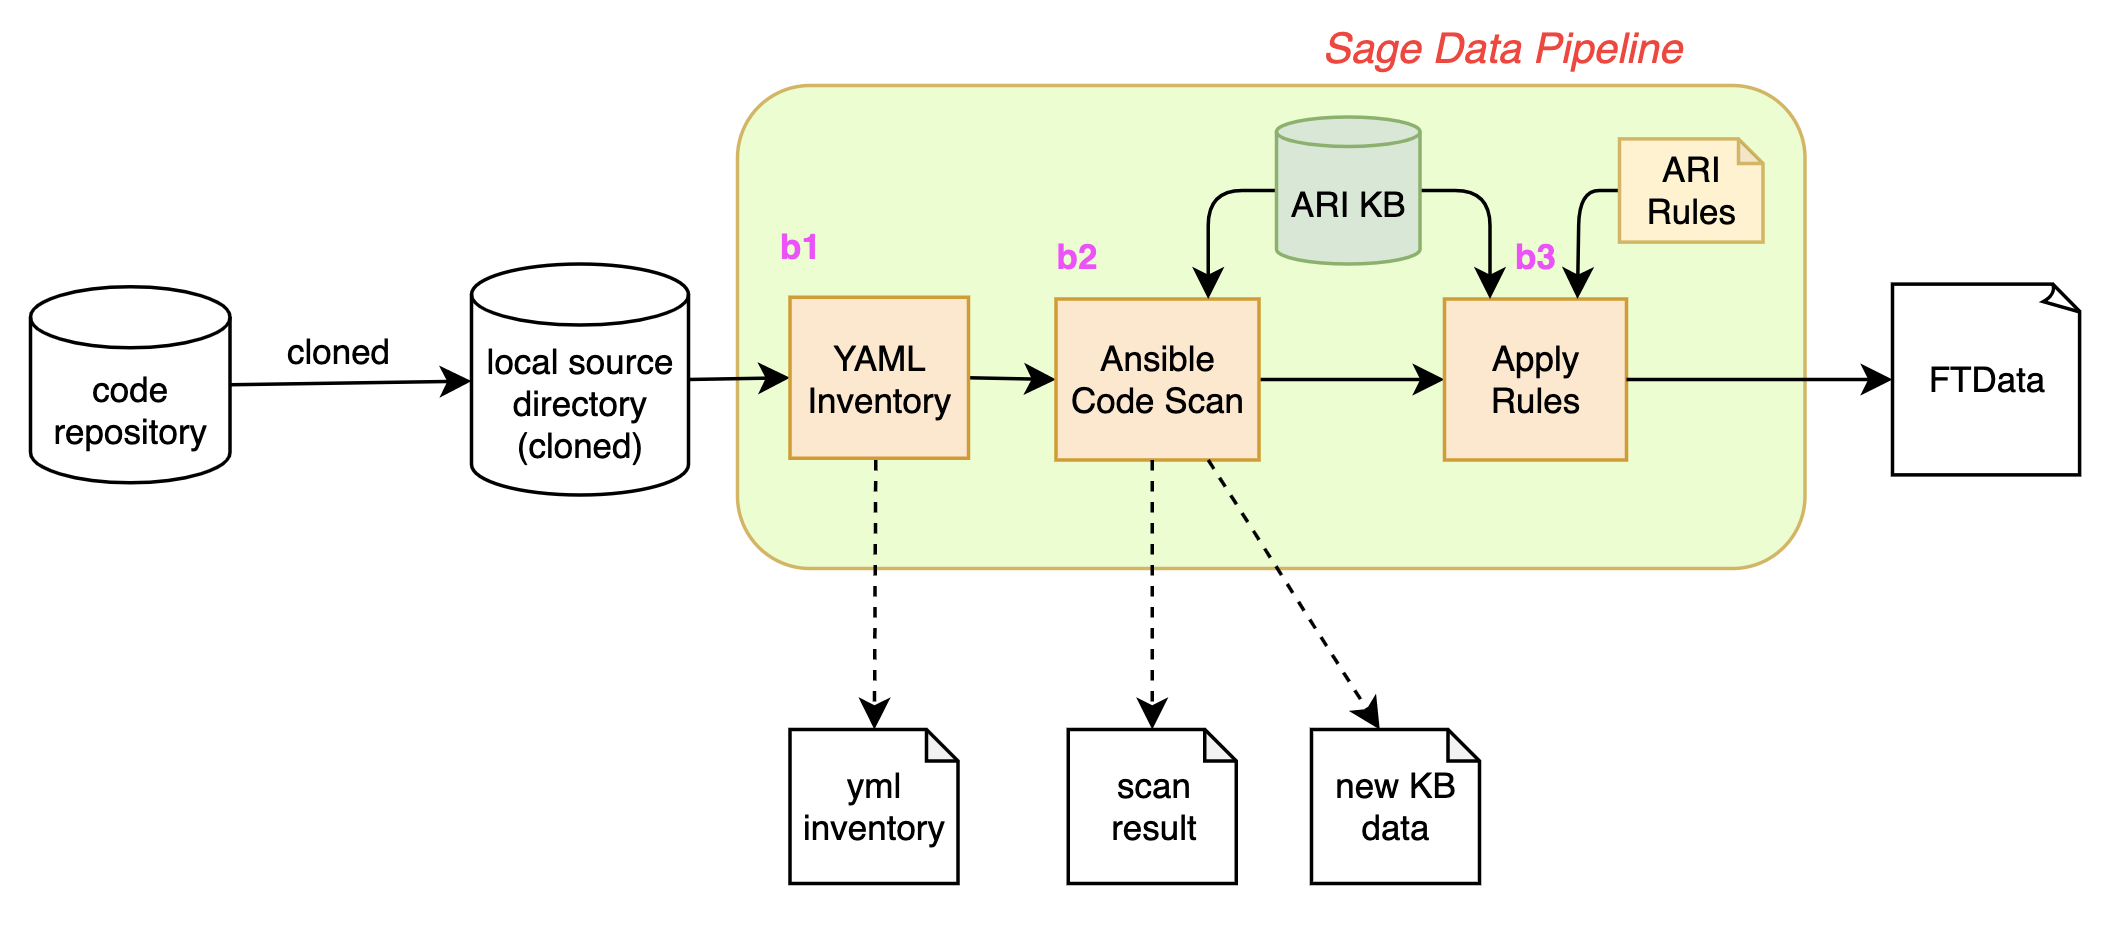 Sage Data Pipeline
ARI KB
ARI
Rules
b1
b2
b3
code
repository
cloned
local source
directory
(cloned)
YAML
Inventory
Ansible
Code Scan
Apply
Rules
FTData
yml
inventory
scan
result
new KB
data